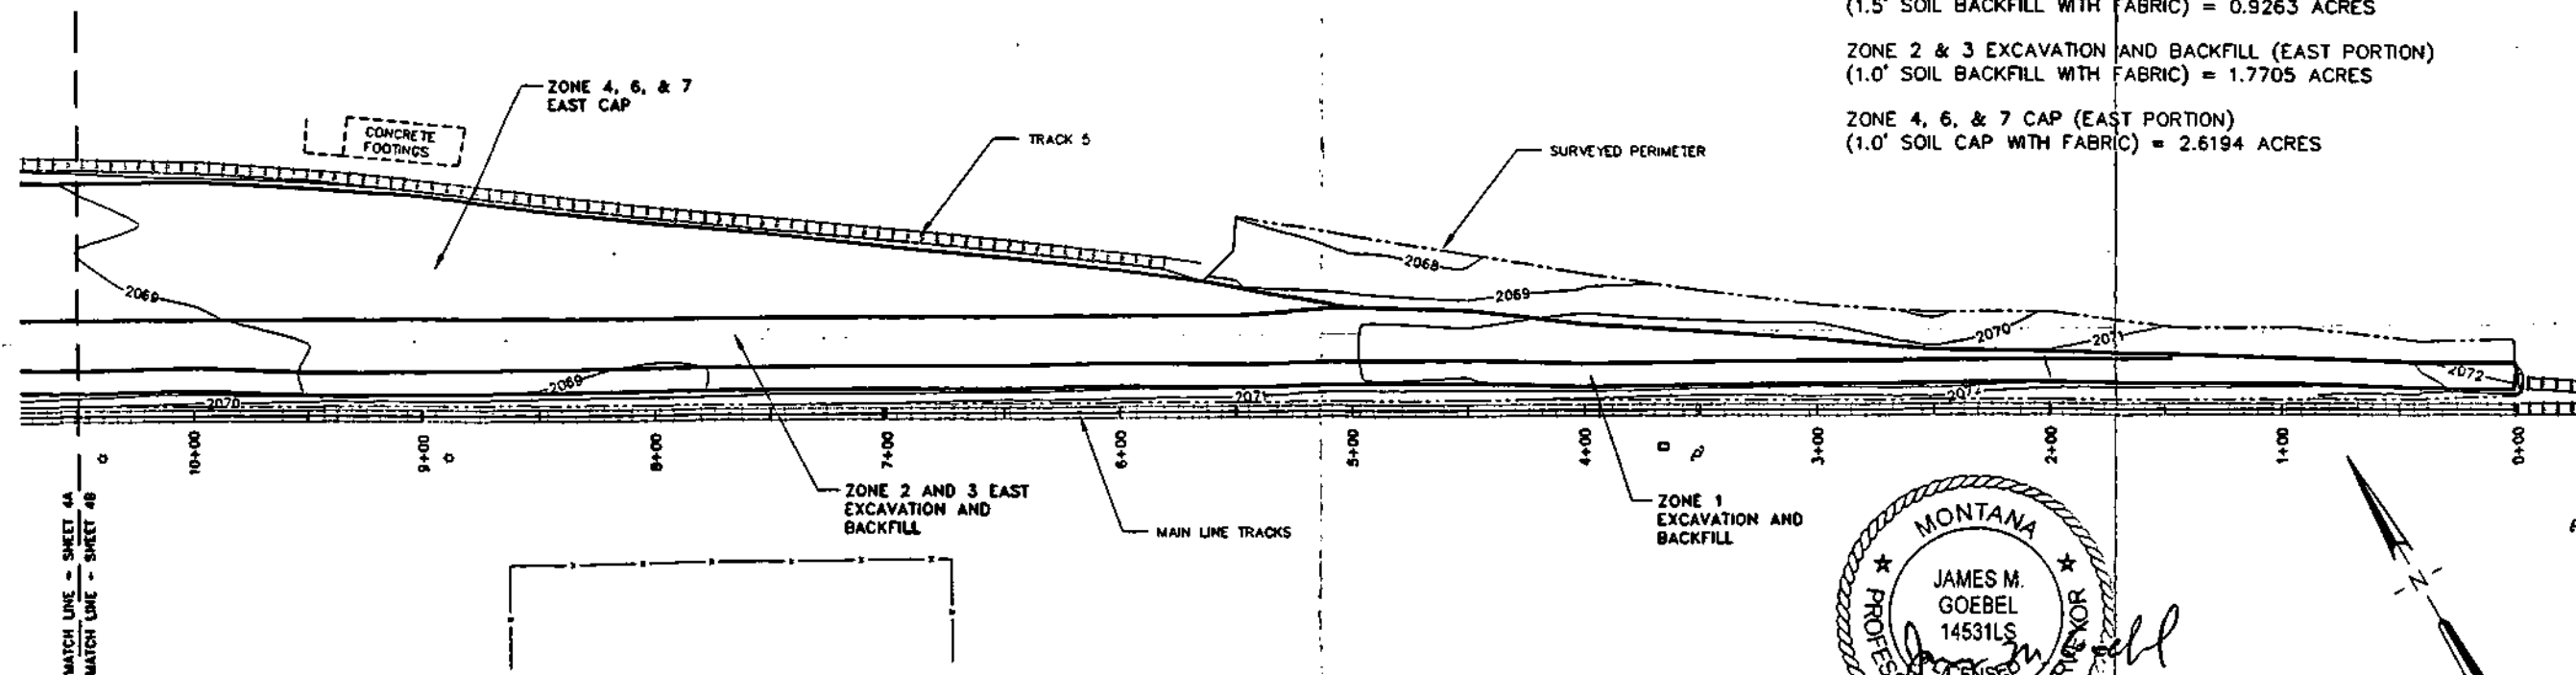 (1.5' SOIL BACKFILL WITH FABRIC) = 0.9263 ACRES
ZONE 2 & 3 EXCAVATION AND BACKFILL (EAST PORTION)
(1.0' SOIL BACKFILL WITH FABRIC) = 1.7705 ACRES
ZONE 4, 6, & 7 CAP (EAST PORTION)
(1.0' SOIL CAP WITH FABRIC) = 2.6194 ACRES
ZONE 4, 6, & 7
EAST CAP
CONCRETE
FOOTINGS
TRACK 5
SURVEYED PERIMETER
2068
2069
2069
2070
2071
2069
2072
2070
2071
10+00
9+00
8+00
7+00
6+00
5+00
4+00
3+00
2+00
1+00
0+00
ZONE 2 AND 3 EAST
EXCAVATION AND
BACKFILL
MAIN LINE TRACKS
ZONE 1
EXCAVATION AND
BACKFILL
MATCH LINE - SHEET 4A
MATCH LINE - SHEET 4B
MONTANA
JAMES M.
GOEBEL
14531LS
N